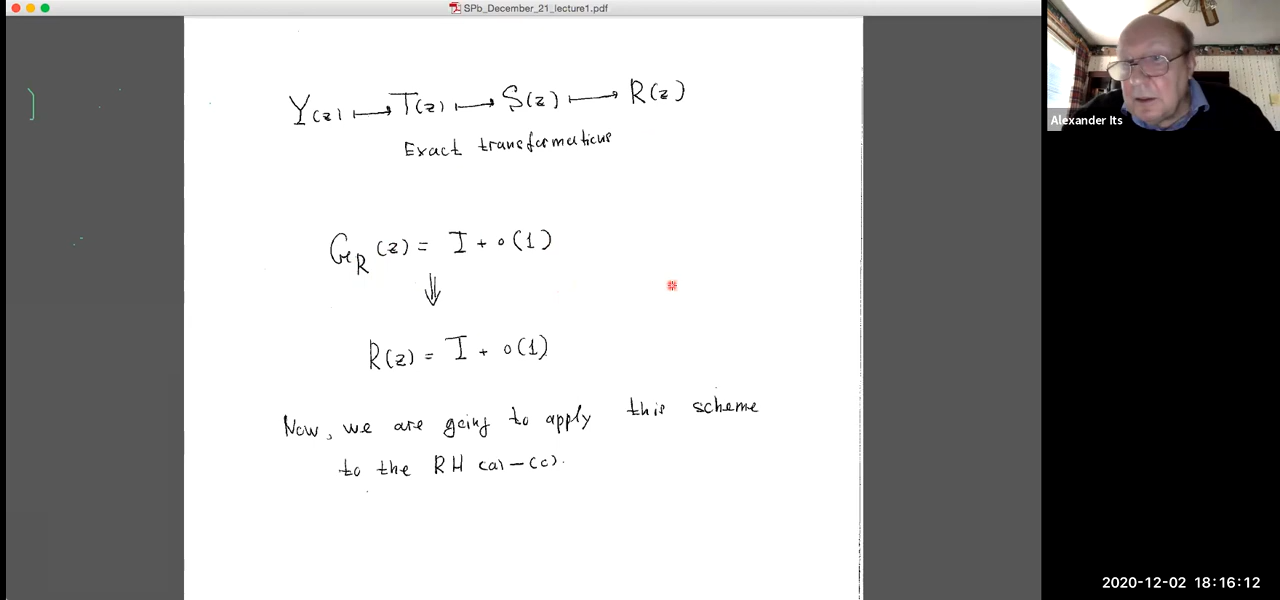 SPb_December_21_lecture1.pdf
Y(z) ⟼ T(z) ⟼ S(z) ⟼ R(z)
Exact transformations
Alexander Its
G_R (z) = I + o(1)
⇓
R(z) = I + o(1)
Now, we are going to apply this scheme
to the RH (a)-(c).
2020-12-02 18:16:12